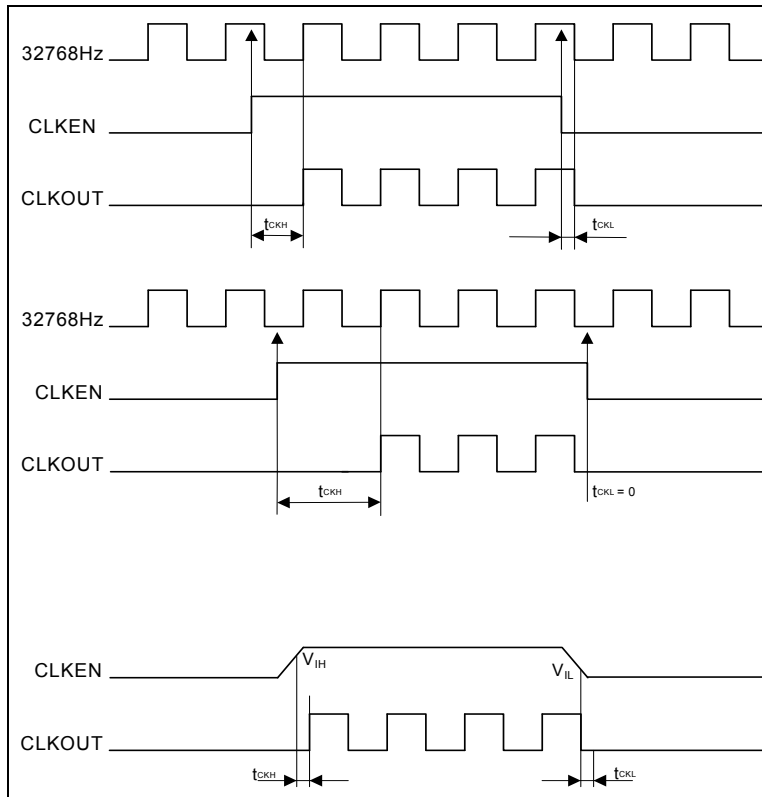 32768Hz
CLKEN
CLKOUT
tCKH
tCKL
32768Hz
CLKEN
CLKOUT
tCKH
tCKL = 0
CLKEN
VIH
VIL
CLKOUT
tCKH
tCKL